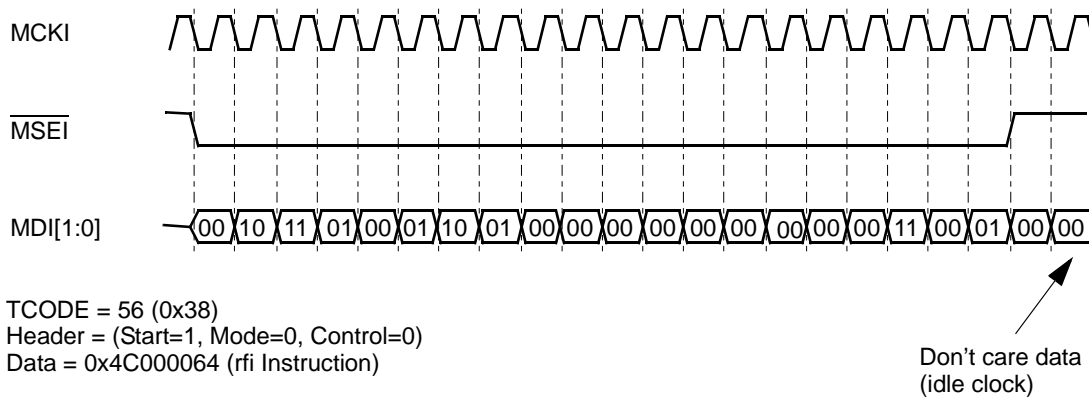 MCKI
MSEI
MDI[1:0]
00 10 11 01 00 01 10 01 00 00 00 00 00 00 00 00 00 11 00 01 00 00
TCODE = 56 (0x38)
Header = (Start=1, Mode=0, Control=0)
Data = 0x4C000064 (rfi Instruction)
Don't care data
(idle clock)